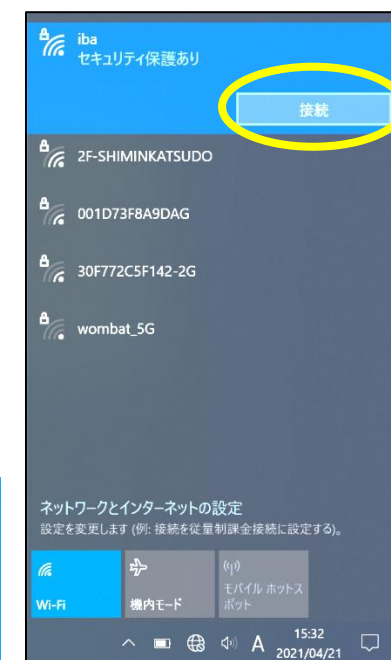 iba
セキュリティ保護あり
接続
2F-SHIMINKATSUDO
001D73F8A9DAG
30F772C5F142-2G
wombat_5G
ネットワークとインターネットの設定
設定を変更します (例: 接続を従量制課金接続に設定する)。
Wi-Fi
機内モード
モバイル ホットス
ポット
A
15:32
2021/04/21